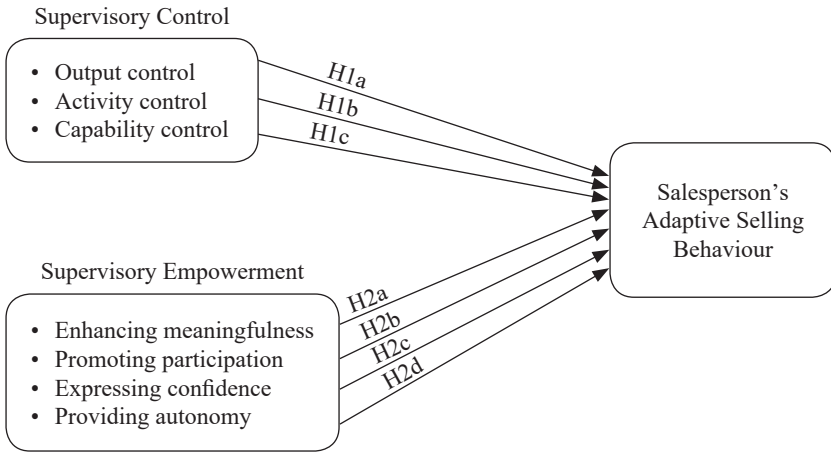 Supervisory Control
• Output control
• Activity control
• Capability control
H1a
H1b
H1c
Salesperson’s
Adaptive Selling
Behaviour
Supervisory Empowerment
• Enhancing meaningfulness
• Promoting participation
• Expressing confidence
• Providing autonomy
H2a
H2b
H2c
H2d